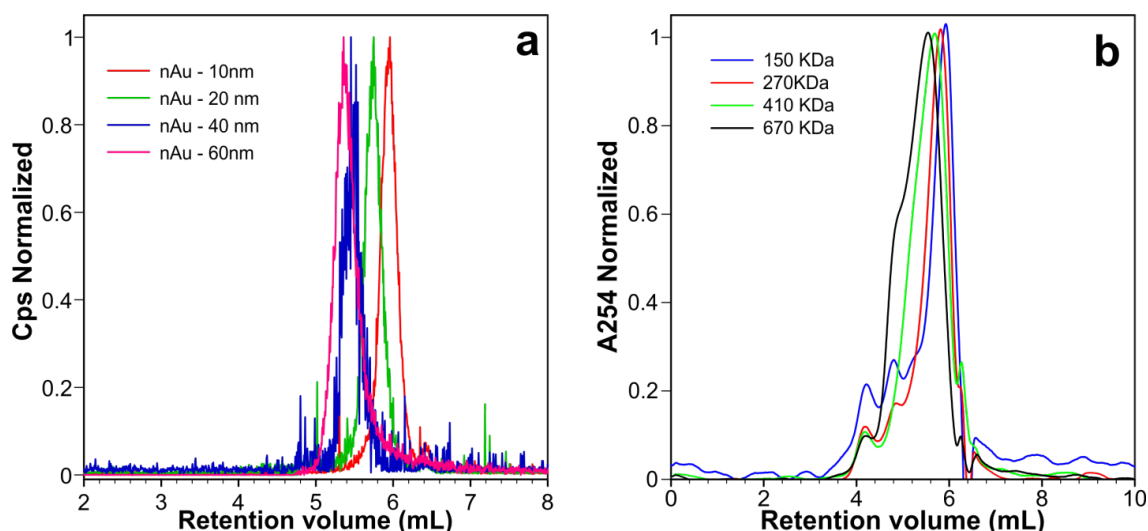 a
nAu - 10nm
nAu - 20 nm
nAu - 40 nm
nAu - 60nm
Cps Normalized
1
0.8
0.6
0.4
0.2
0
2 3 4 5 6 7 8
Retention volume (mL)
b
150 KDa
270KDa
410 KDa
670 KDa
A254 Normalized
1
0.8
0.6
0.4
0.2
0
0 2 4 6 8 10
Retention volume (mL)